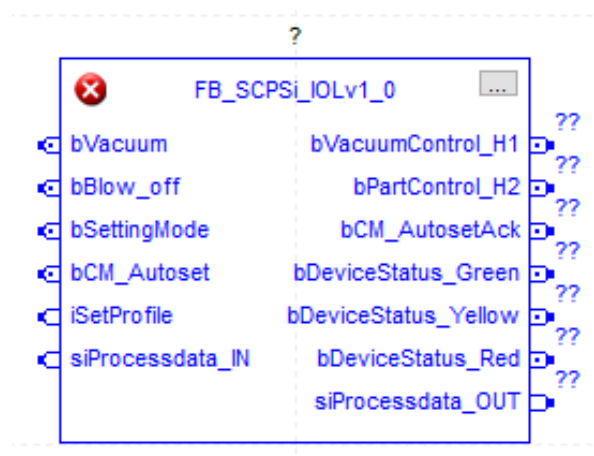 ?
FB_SCPSi_IOLv1_0 ...
??
bVacuum bVacuumControl_H1
??
bBlow_off bPartControl_H2
??
bSettingMode bCM_AutosetAck
??
bCM_Autoset bDeviceStatus_Green
??
iSetProfile bDeviceStatus_Yellow
??
siProcessdata_IN bDeviceStatus_Red
??
siProcessdata_OUT